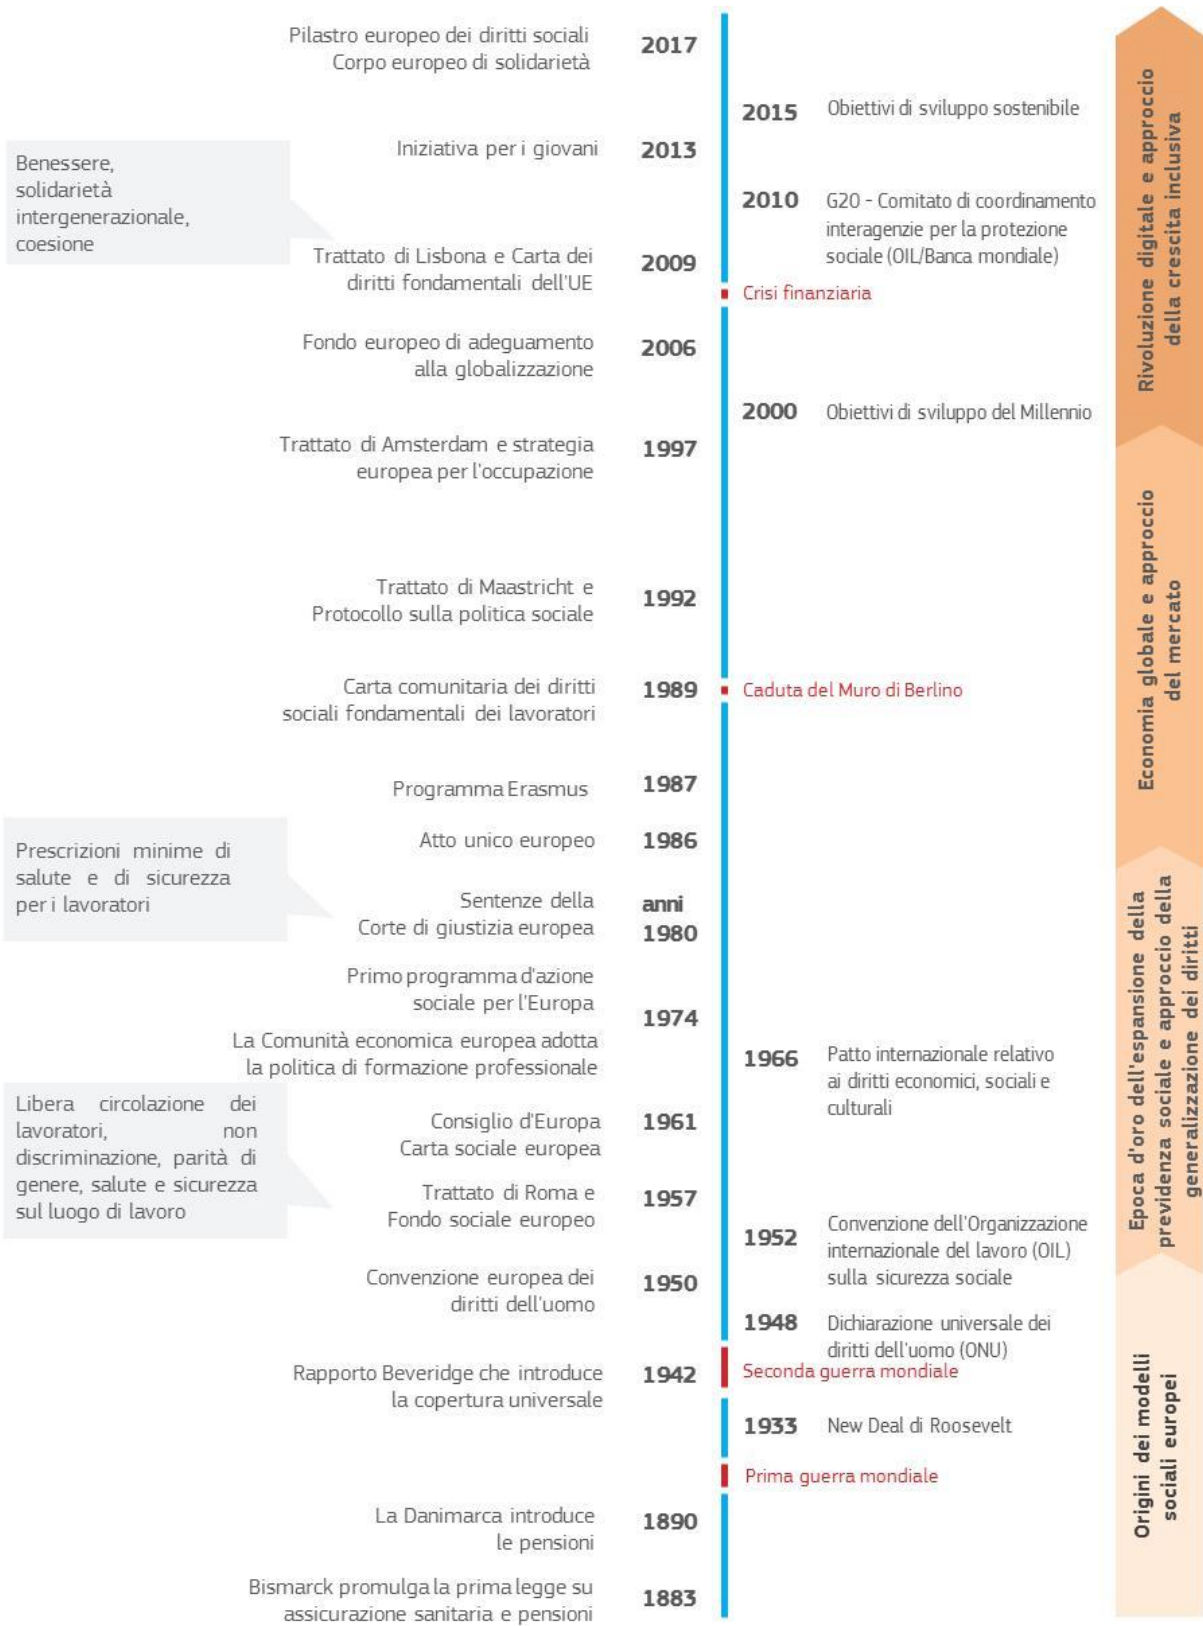 Pilastro europeo dei diritti sociali
Corpo europeo di solidarietà
2017
2015
Obiettivi di sviluppo sostenibile
Iniziativa per i giovani
2013
Benessere,
solidarietà
intergenerazionale,
coesione
2010
G20 - Comitato di coordinamento
interagenzie per la protezione
sociale (OIL/Banca mondiale)
Trattato di Lisbona e Carta dei
diritti fondamentali dell'UE
2009
Crisi finanziaria
Fondo europeo di adeguamento
alla globalizzazione
2006
2000
Obiettivi di sviluppo del Millennio
Trattato di Amsterdam e strategia
europea per l'occupazione
1997
Trattato di Maastricht e
Protocollo sulla politica sociale
1992
Carta comunitaria dei diritti
sociali fondamentali dei lavoratori
1989
Caduta del Muro di Berlino
Programma Erasmus
1987
Atto unico europeo
1986
Prescrizioni minime di
salute e di sicurezza
per i lavoratori
Sentenze della
Corte di giustizia europea
anni
1980
Primo programma d'azione
sociale per l'Europa
1974
La Comunità economica europea adotta
la politica di formazione professionale
1966
Patto internazionale relativo
ai diritti economici, sociali e
culturali
Libera circolazione dei
lavoratori, non
discriminazione, parità di
genere, salute e sicurezza
sul luogo di lavoro
Consiglio d'Europa
Carta sociale europea
1961
Trattato di Roma e
Fondo sociale europeo
1957
1952
Convenzione dell'Organizzazione
internazionale del lavoro (OIL)
sulla sicurezza sociale
Convenzione europea dei
diritti dell'uomo
1950
1948
Dichiarazione universale dei
diritti dell'uomo (ONU)
Rapporto Beveridge che introduce
la copertura universale
1942
Seconda guerra mondiale
1933
New Deal di Roosevelt
Prima guerra mondiale
La Danimarca introduce
le pensioni
1890
Bismarck promulga la prima legge su
assicurazione sanitaria e pensioni
1883
Rivoluzione digitale e approccio
della crescita inclusiva
Economia globale e approccio
del mercato
Epoca d'oro dell'espansione della
previdenza sociale e approccio della
generalizzazione dei diritti
Origini dei modelli
sociali europei